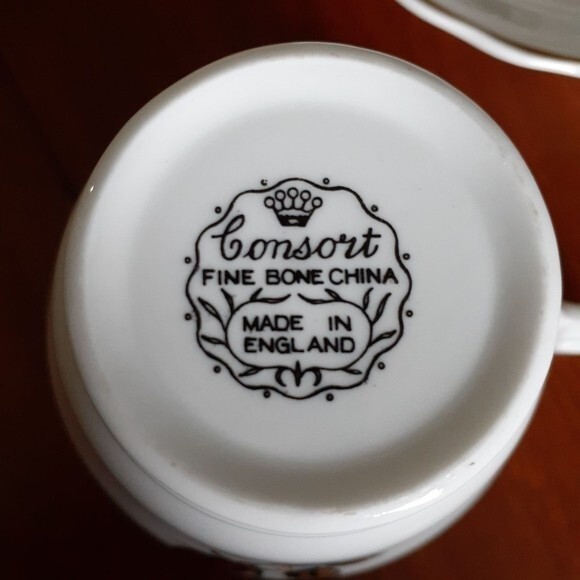 Consort
FINE BONE CHINA
MADE IN
ENGLAND